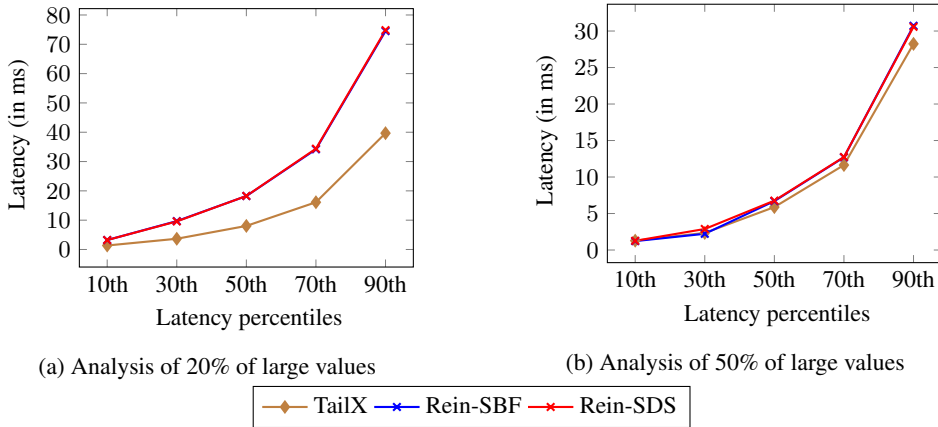 80
70
60
50
40
30
20
10
0
Latency (in ms)
10th 30th 50th 70th 90th
Latency percentiles
(a) Analysis of 20% of large values
30
25
20
15
10
5
0
Latency (in ms)
10th 30th 50th 70th 90th
Latency percentiles
(b) Analysis of 50% of large values
TailX Rein-SBF Rein-SDS